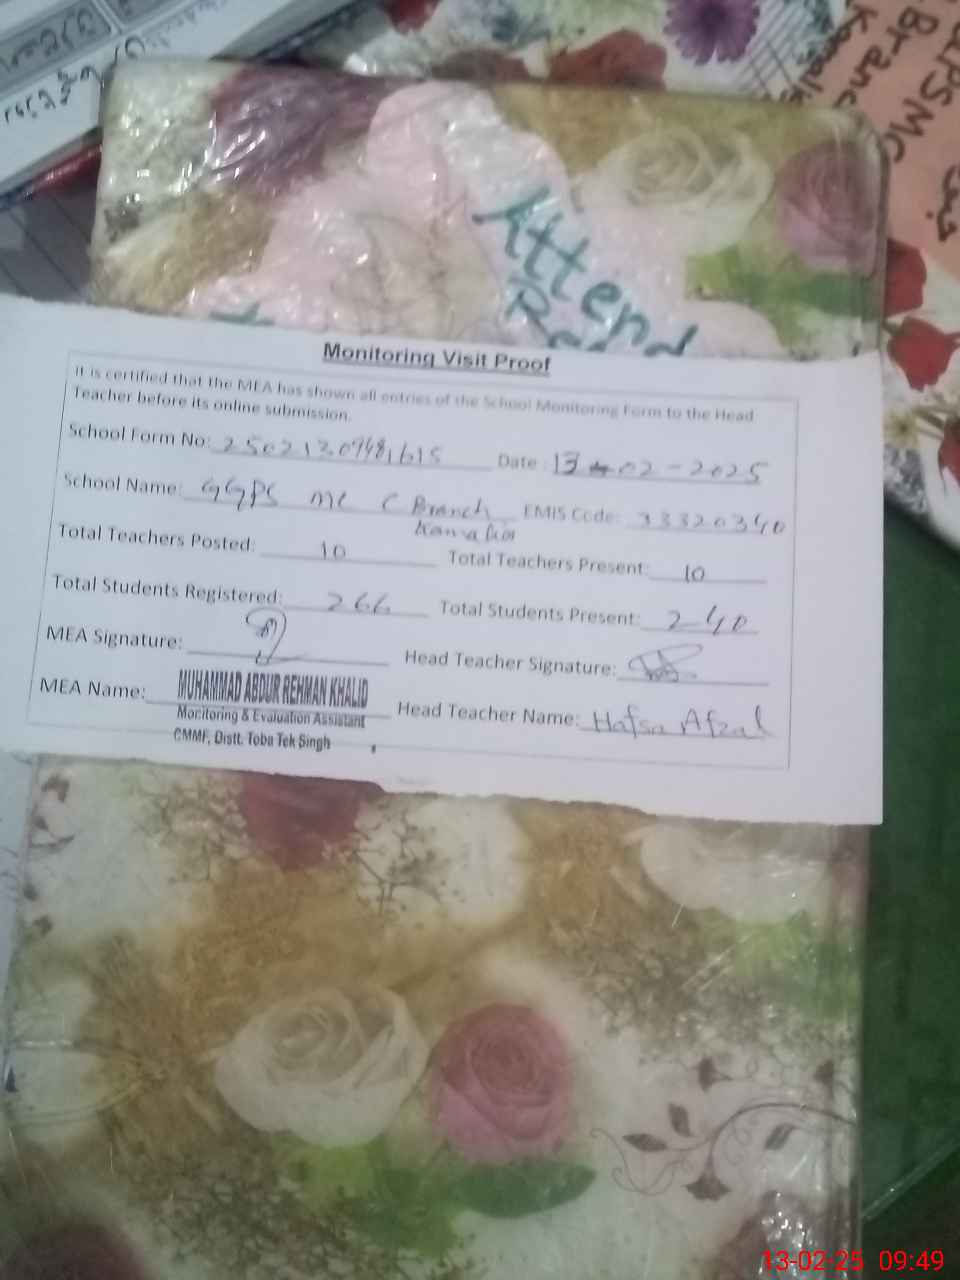 PSMC
Branc
Kamali
Attend
Monitoring Visit Proof
It is certified that the MEA has shown all entries of the School Monitoring Form to the Head
Teacher before its online submission.
School Form No: Date: 13-02-2025
School Name: GGPS MC C Branch EMIS Code: 33320340
Kamalia
Total Teachers Posted: 10 Total Teachers Present: 10
Total Students Registered: 266 Total Students Present: 240
MEA Signature: Head Teacher Signature:
MEA Name: MUHAMMAD ABDUR REHMAN KHALID Head Teacher Name: Hafsa Afzal
Monitoring & Evaluation Assistant
CMMF, Distt. Toba Tek Singh
13-02-25 09:49